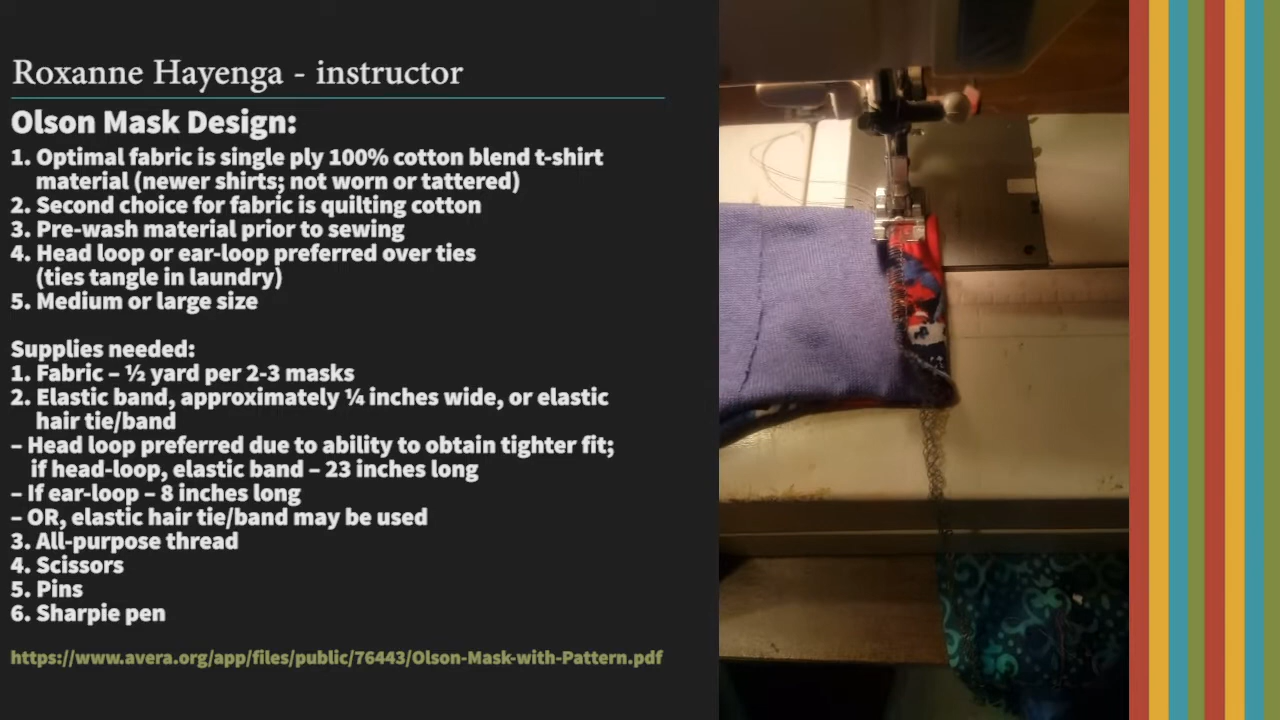 Roxanne Hayenga - instructor
Olson Mask Design:
1. Optimal fabric is single ply 100% cotton blend t-shirt
material (newer shirts; not worn or tattered)
2. Second choice for fabric is quilting cotton
3. Pre-wash material prior to sewing
4. Head loop or ear-loop preferred over ties
(ties tangle in laundry)
5. Medium or large size
Supplies needed:
1. Fabric – ½ yard per 2-3 masks
2. Elastic band, approximately ¼ inches wide, or elastic
hair tie/band
– Head loop preferred due to ability to obtain tighter fit;
if head-loop, elastic band – 23 inches long
– If ear-loop – 8 inches long
– OR, elastic hair tie/band may be used
3. All-purpose thread
4. Scissors
5. Pins
6. Sharpie pen
https://www.avera.org/app/files/public/76443/Olson-Mask-with-Pattern.pdf